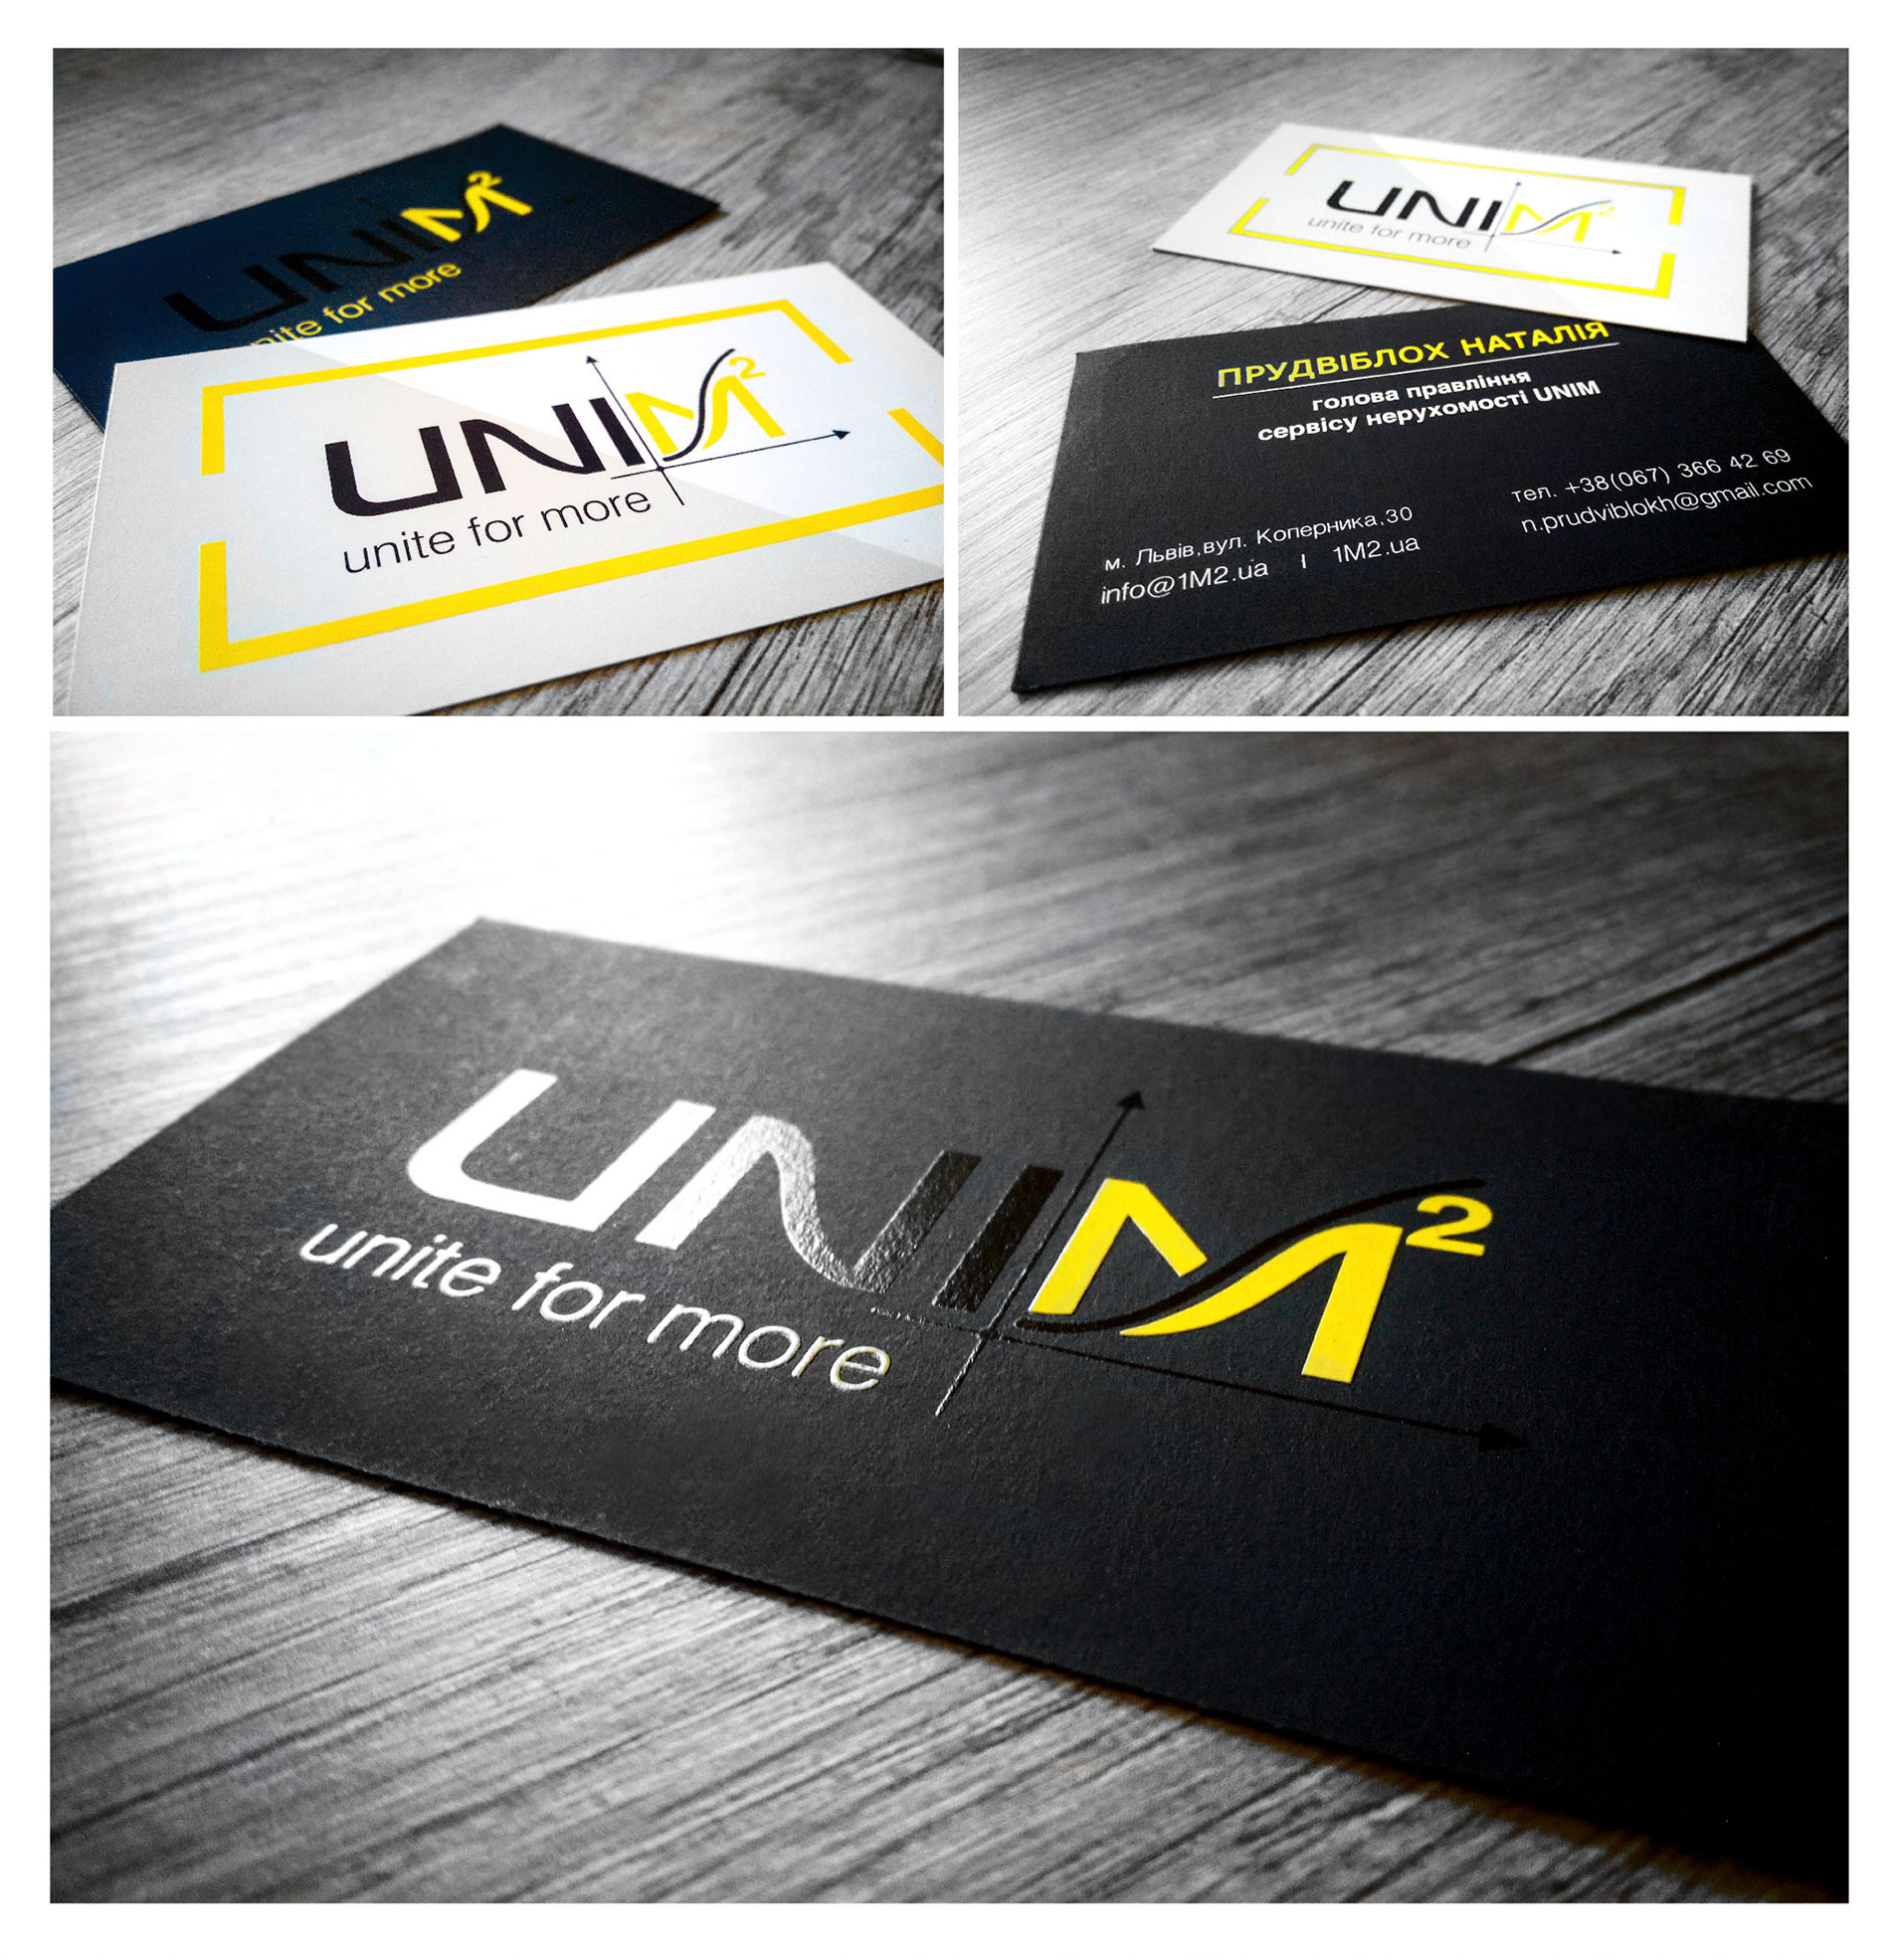 UNIM²
unite for more
UNIM²
unite for more
UNIM²
unite for more
ПРУДВІБЛОХ НАТАЛІЯ
голова правління
сервісу нерухомості UNIM
м. Львів,вул. Коперника,30
info@1M2.ua | 1M2.ua
тел. +38(067) 366 42 69
n.prudviblokh@gmail.com
UNIM²
unite for more